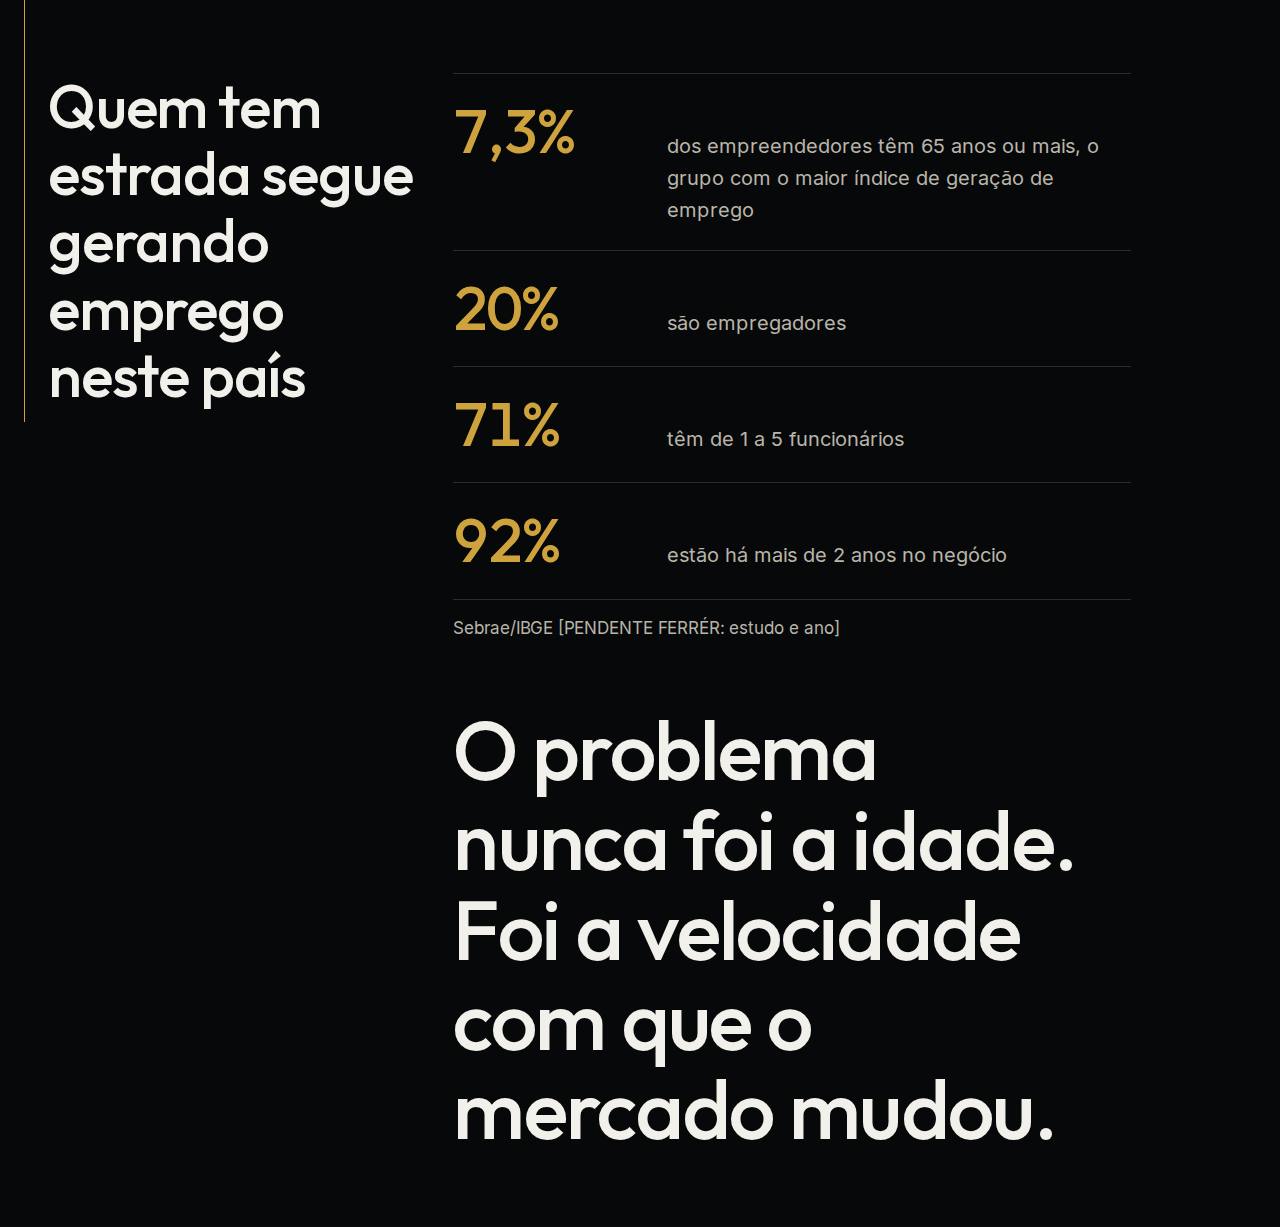 Quem tem
estrada segue
gerando
emprego
neste país
7,3%
dos empreendedores têm 65 anos ou mais, o
grupo com o maior índice de geração de
emprego
20%
são empregadores
71%
têm de 1 a 5 funcionários
92%
estão há mais de 2 anos no negócio
Sebrae/IBGE [PENDENTE FERRÉR: estudo e ano]
O problema
nunca foi a idade.
Foi a velocidade
com que o
mercado mudou.